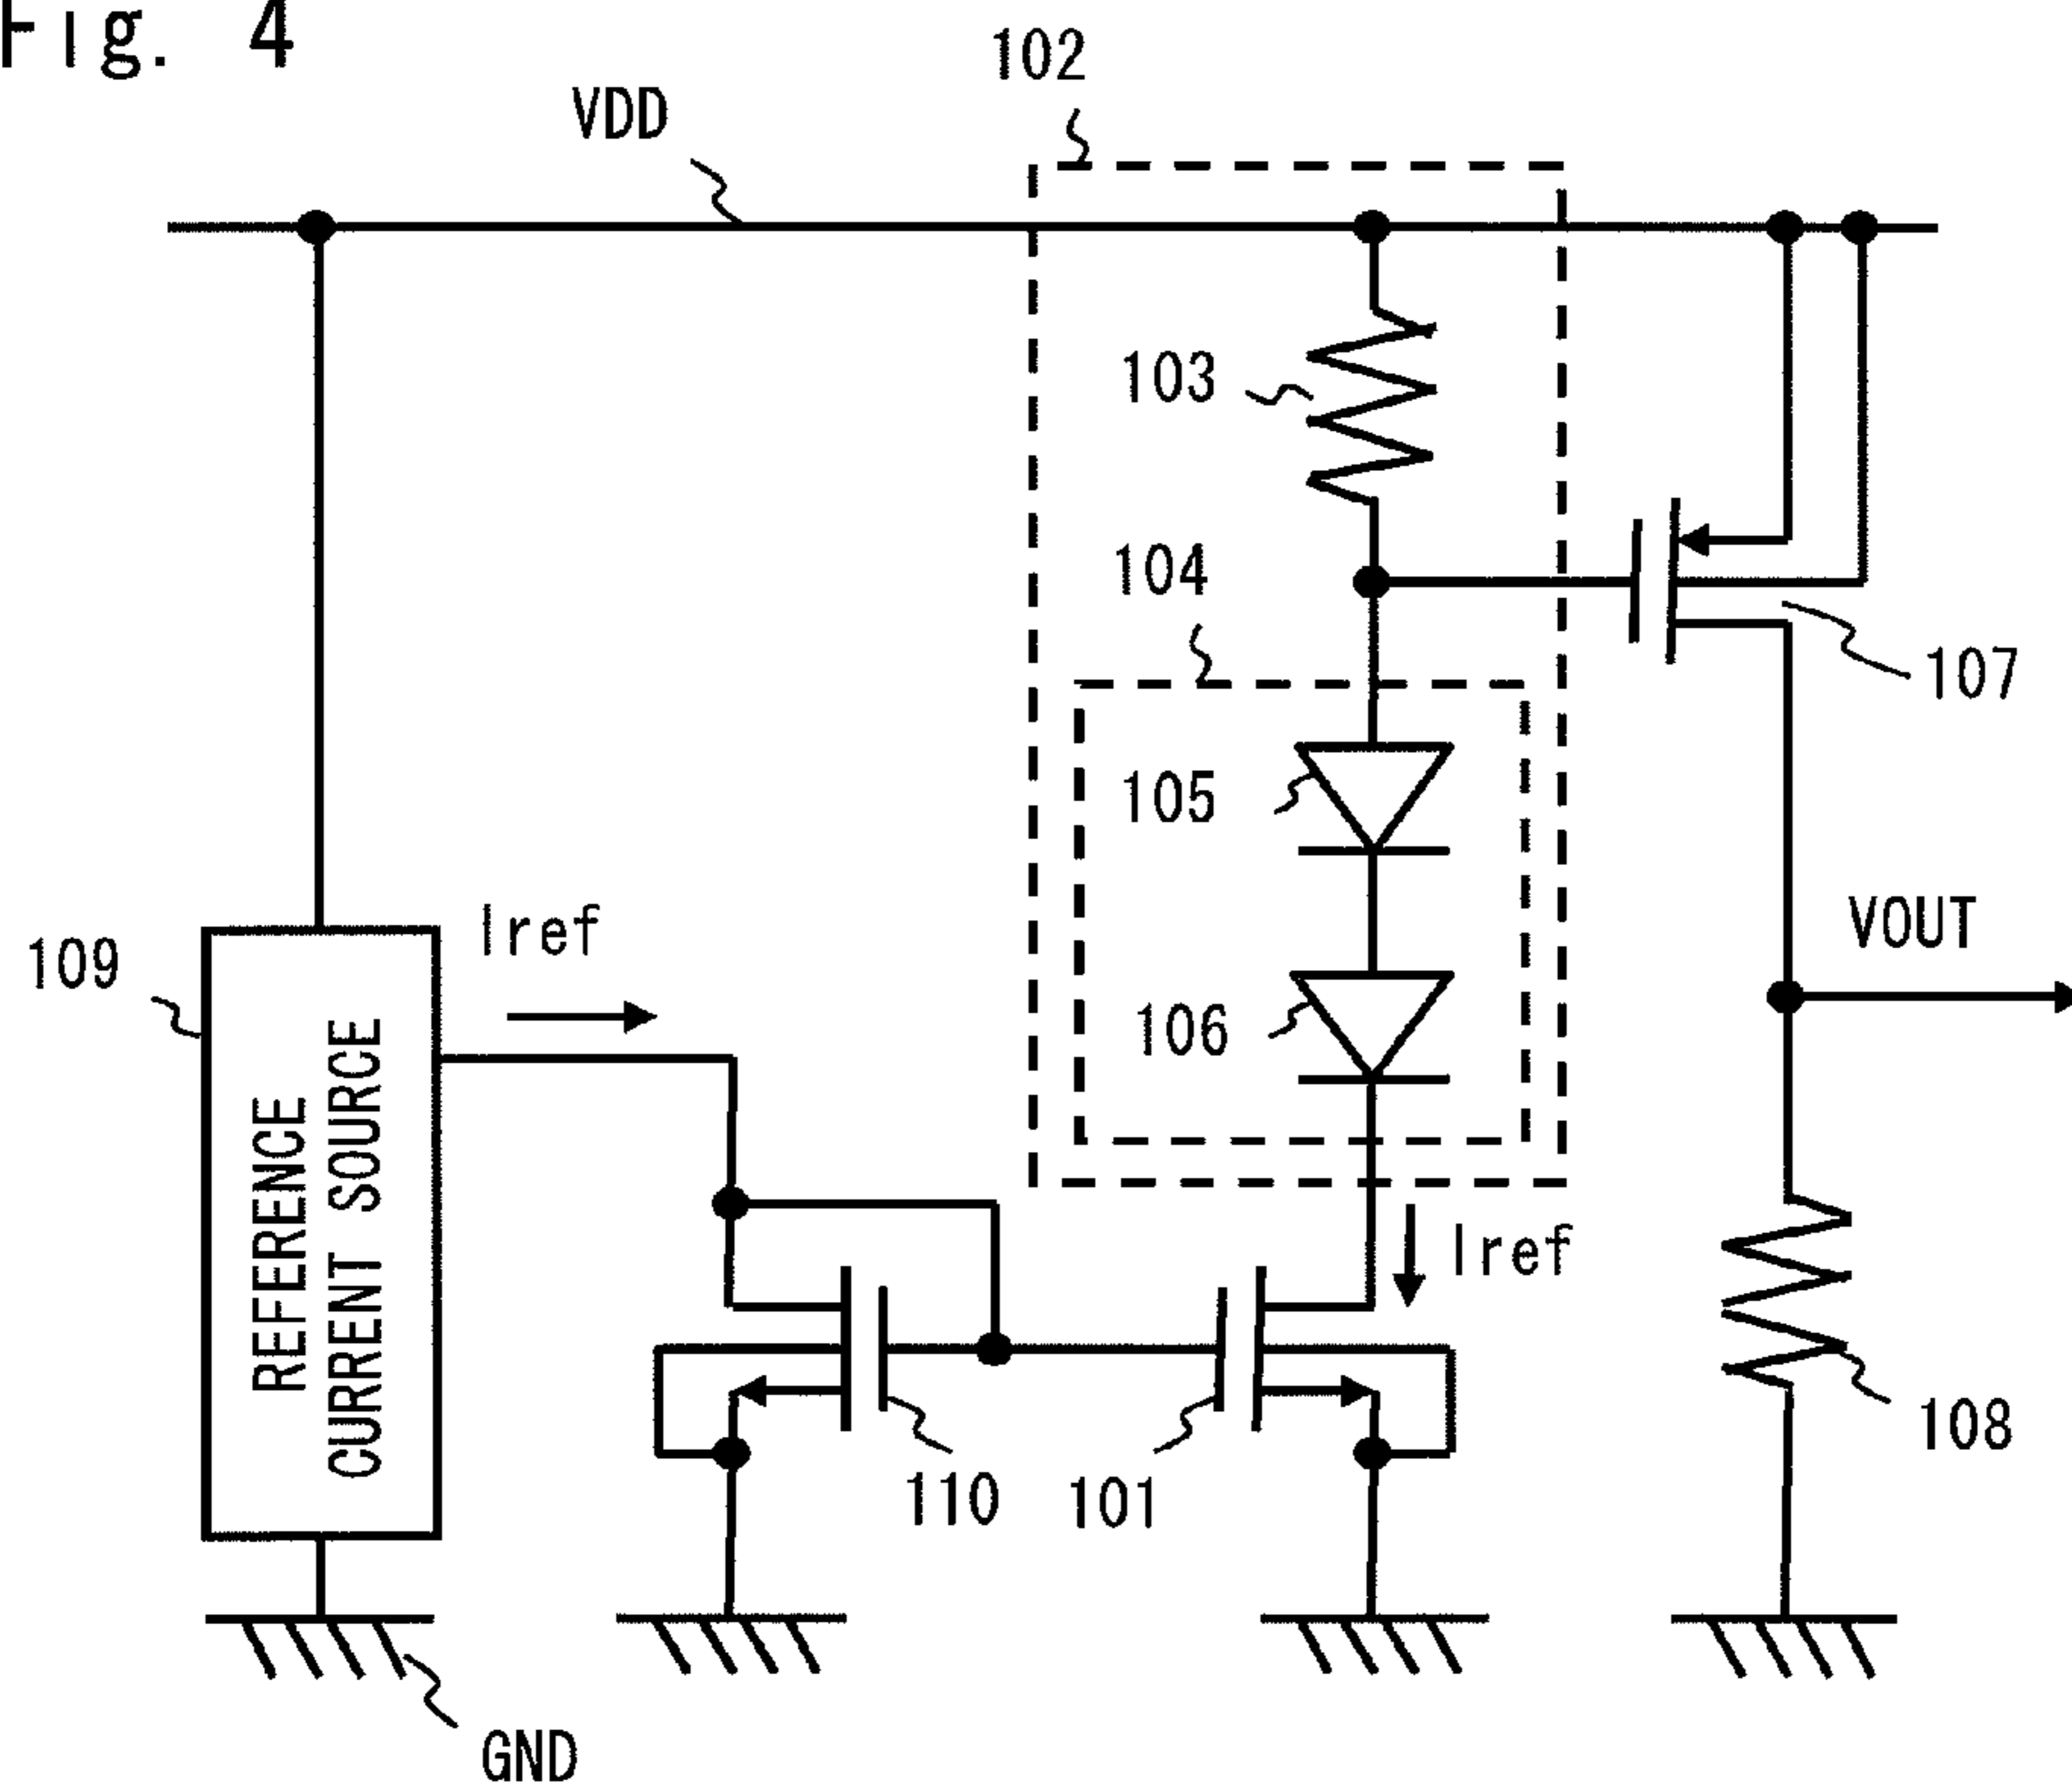 Fig. 4
102
VDD
103
104
107
105
VOUT
Iref
109
106
REFERENCE
CURRENT SOURCE
Iref
108
110
101
GND